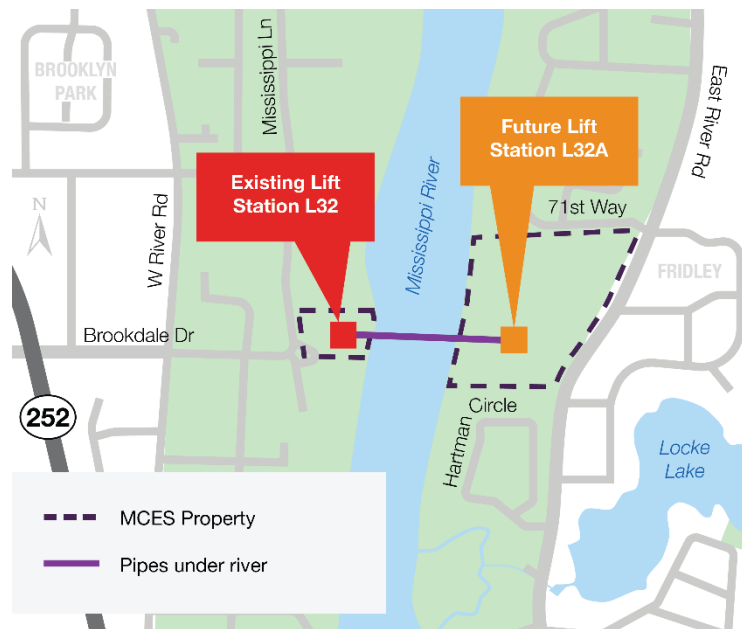 BROOKLYN
PARK
Mississippi Ln
East River Rd
Future Lift
Station L32A
Existing Lift
Station L32
Mississippi River
71st Way
N
W River Rd
FRIDLEY
Brookdale Dr
252
Hartman
Circle
Locke
Lake
MCES Property
Pipes under river